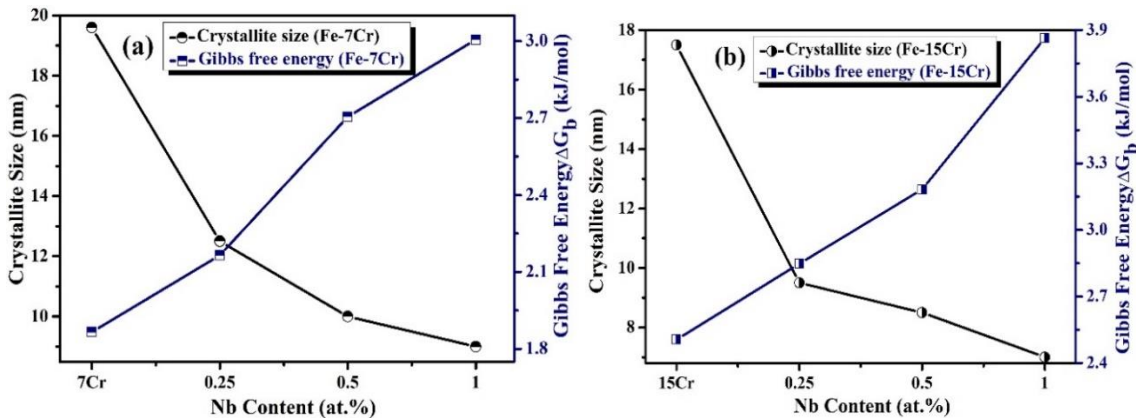 (a)
Crystallite size (Fe-7Cr)
Gibbs free energy (Fe-7Cr)
20
18
16
14
12
10
Crystallite Size (nm)
3.0
2.7
2.4
2.1
1.8
Gibbs Free EnergyΔG_b (kJ/mol)
7Cr 0.25 0.5 1
Nb Content (at.%)
(b)
Crystallite size (Fe-15Cr)
Gibbs free energy (Fe-15Cr)
18
16
14
12
10
8
Crystallite Size (nm)
3.9
3.6
3.3
3.0
2.7
2.4
Gibbs Free EnergyΔG_b (kJ/mol)
15Cr 0.25 0.5 1
Nb Content (at.%)